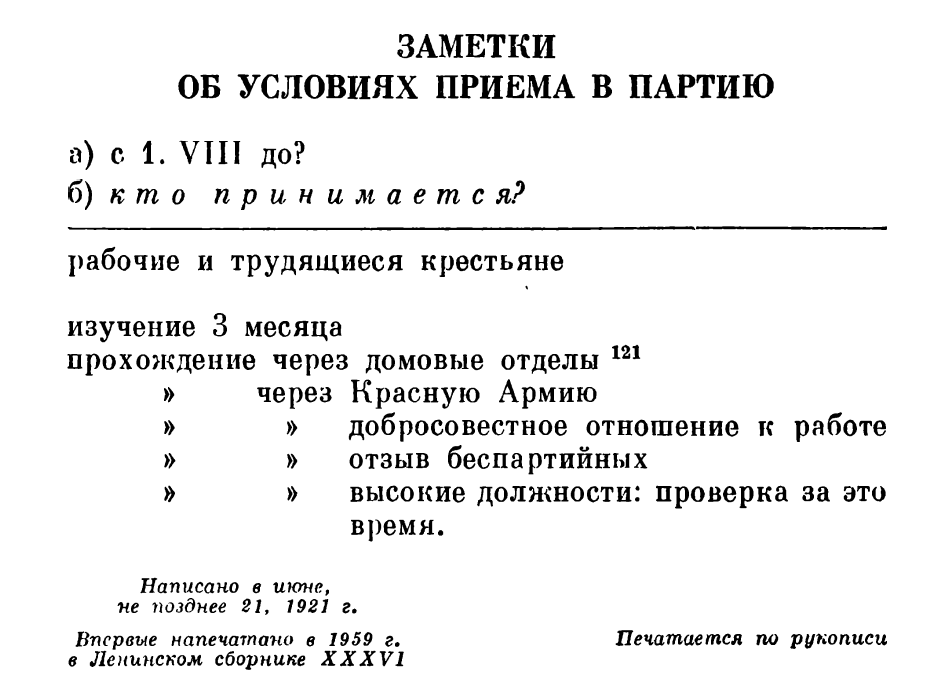 ЗАМЕТКИ
ОБ УСЛОВИЯХ ПРИЕМА В ПАРТИЮ
а) с 1. VIII до?
б) кто принимается?
рабочие и трудящиеся крестьяне
изучение 3 месяца
прохождение через домовые отделы 121
» через Красную Армию
» » добросовестное отношение к работе
» » отзыв беспартийных
» » высокие должности: проверка за это
время.
Написано в июне,
не позднее 21, 1921 г.
Впервые напечатано в 1959 г.
в Ленинском сборнике XXXVI
Печатается по рукописи